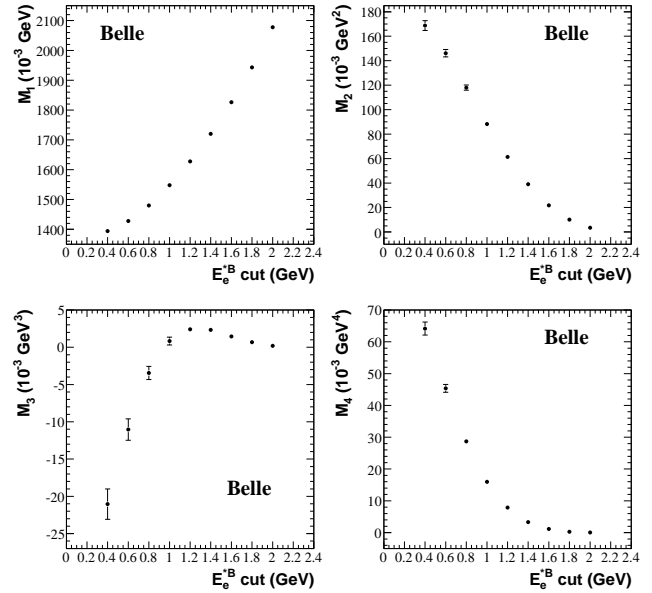 Belle
M₁ (10⁻³ GeV)
2100
2000
1900
1800
1700
1600
1500
1400
0 0.2 0.4 0.6 0.8 1 1.2 1.4 1.6 1.8 2 2.2 2.4
E_e^{*B} cut (GeV)
Belle
M₂ (10⁻³ GeV²)
180
160
140
120
100
80
60
40
20
0
0 0.2 0.4 0.6 0.8 1 1.2 1.4 1.6 1.8 2 2.2 2.4
E_e^{*B} cut (GeV)
M₃ (10⁻³ GeV³)
5
0
-5
-10
-15
-20
-25
Belle
0 0.2 0.4 0.6 0.8 1 1.2 1.4 1.6 1.8 2 2.2 2.4
E_e^{*B} cut (GeV)
Belle
M₄ (10⁻³ GeV⁴)
70
60
50
40
30
20
10
0
0 0.2 0.4 0.6 0.8 1 1.2 1.4 1.6 1.8 2 2.2 2.4
E_e^{*B} cut (GeV)